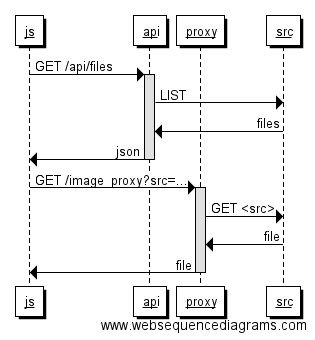 js api proxy src
GET /api/files
LIST
files
json
GET /image_proxy?src=...
GET <src>
file
file
js api proxy src
www.websequencediagrams.com